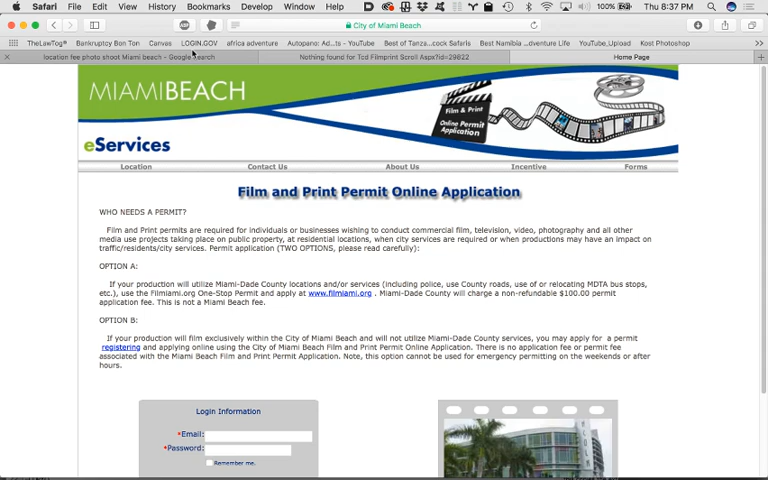 Safari File Edit View History Bookmarks Develop Window Help 100% Thu 8:37 PM
City of Miami Beach
TheLawTog® Bankruptcy Bon Ton Canvas LOGIN.GOV africa adventure Autopano: Ad...ts - YouTube Best of Tanza...ock Safaris Best Namibia ...dventure Life YouTube_Upload Kost Photoshop
location fee photo shoot Miami beach - Google Search Nothing found for Tcd Filmprint Scroll Aspx?id=29822 Home Page
MIAMIBEACH
Film & Print
Online Permit
Application
eServices
Location Contact Us About Us Incentive Forms
Film and Print Permit Online Application
WHO NEEDS A PERMIT?
Film and Print permits are required for individuals or businesses wishing to conduct commercial film, television, video, photography and all other
media use projects taking place on public property, at residential locations, when city services are required or when productions may have an impact on
traffic/residents/city services. Permit application (TWO OPTIONS, please read carefully):
OPTION A:
If your production will utilize Miami-Dade County locations and/or services (including police, use County roads, use of or relocating MDTA bus stops,
etc.), use the Filmiami.org One-Stop Permit and apply at www.filmiami.org . Miami-Dade County will charge a non-refundable $100.00 permit
application fee. This is not a Miami Beach fee.
OPTION B:
If your production will film exclusively within the City of Miami Beach and will not utilize Miami-Dade County services, you may apply for a permit
registering and applying online using the City of Miami Beach Film and Print Permit Online Application. There is no application fee or permit fee
associated with the Miami Beach Film and Print Permit Application. Note, this option cannot be used for emergency permitting on the weekends or after
hours.
Login Information
*Email:
*Password:
Remember me.